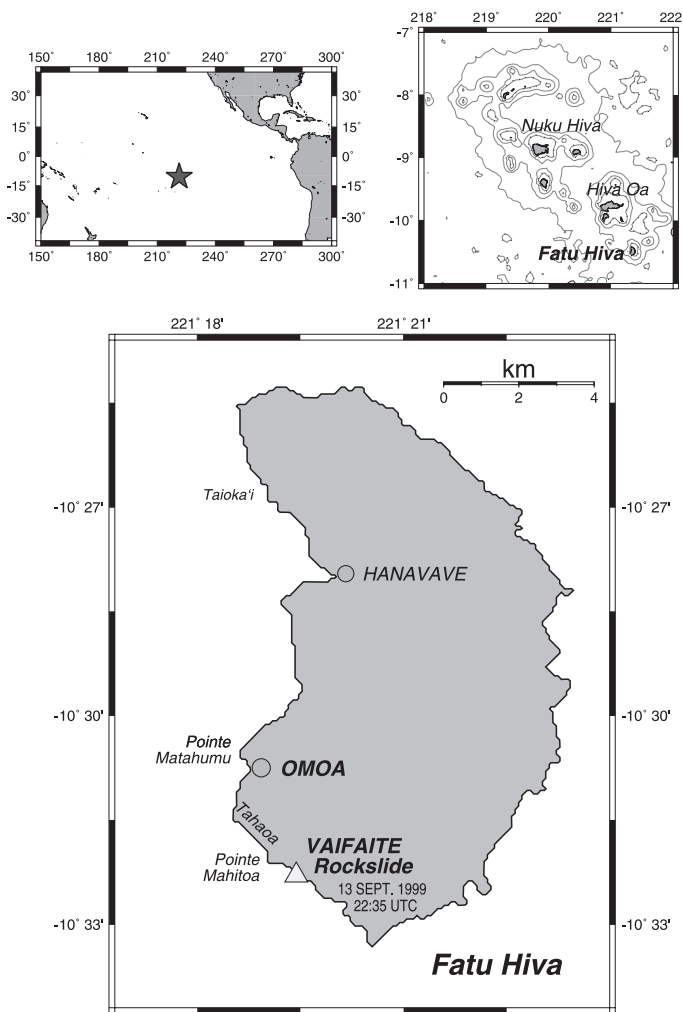 150˚ 180˚ 210˚ 240˚ 270˚ 300˚
30˚ 30˚
15˚ 15˚
0˚ 0˚
-15˚ -15˚
-30˚ -30˚
150˚ 180˚ 210˚ 240˚ 270˚ 300˚
218˚ 219˚ 220˚ 221˚ 222
-7˚
-8˚
Nuku Hiva
-9˚
Hiva Oa
-10˚
Fatu Hiva
-11˚
221˚ 18' 221˚ 21'
km
0 2 4
Taioka'i
-10˚ 27' -10˚ 27'
HANAVAVE
-10˚ 30' -10˚ 30'
Pointe
Matahumu
OMOA
Tahaoa
VAIFAITE
Rockslide
Pointe
Mahitoa
13 SEPT. 1999
22:35 UTC
-10˚ 33' -10˚ 33'
Fatu Hiva